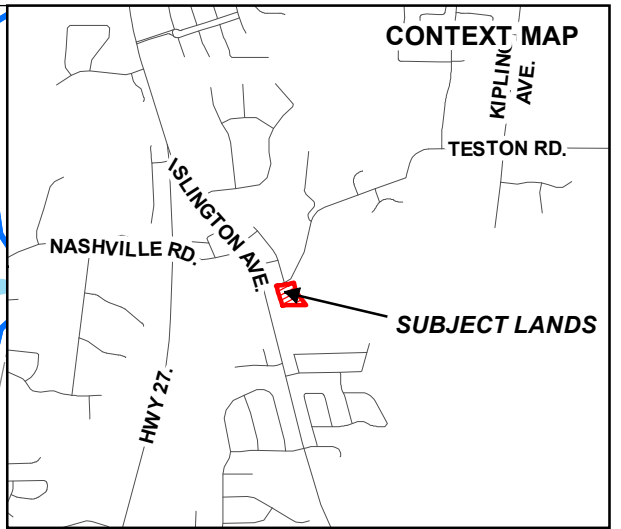 CONTEXT MAP
KIPLING
AVE.
TESTON RD.
ISLINGTON AVE.
NASHVILLE RD.
SUBJECT LANDS
HWY 27.